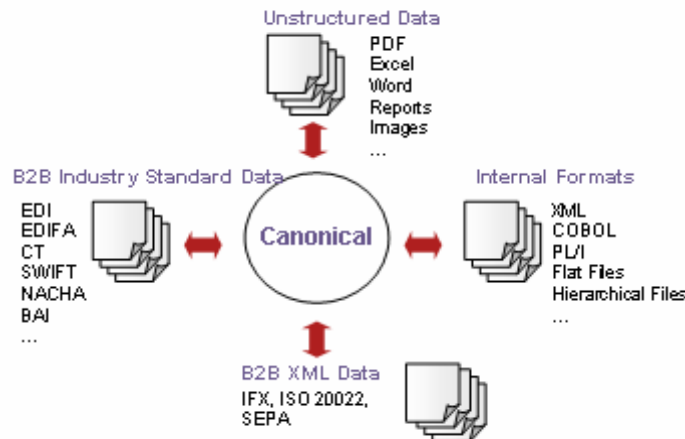 Unstructured Data
PDF
Excel
Word
Reports
Images
...
B2B Industry Standard Data
EDI
EDIFA
CT
SWIFT
NACHA
BAI
...
Canonical
Internal Formats
XML
COBOL
PL/I
Flat Files
Hierarchical Files
...
B2B XML Data
IFX, ISO 20022,
SEPA